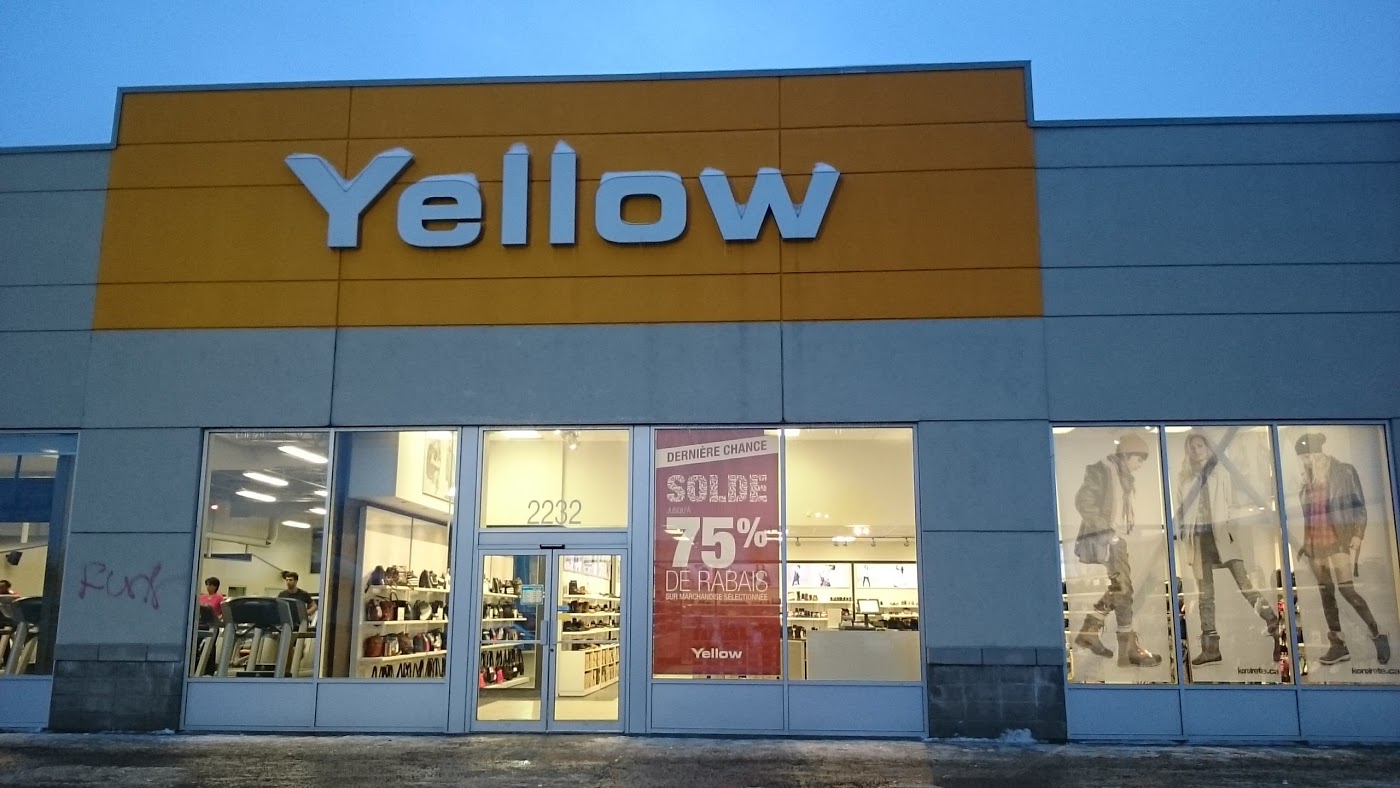 Yellow
2232
DERNIÈRE CHANCE
SOLDE
JUSQU'À
75%
DE RABAIS
SUR MARCHANDISE SÉLECTIONNÉE
Yellow